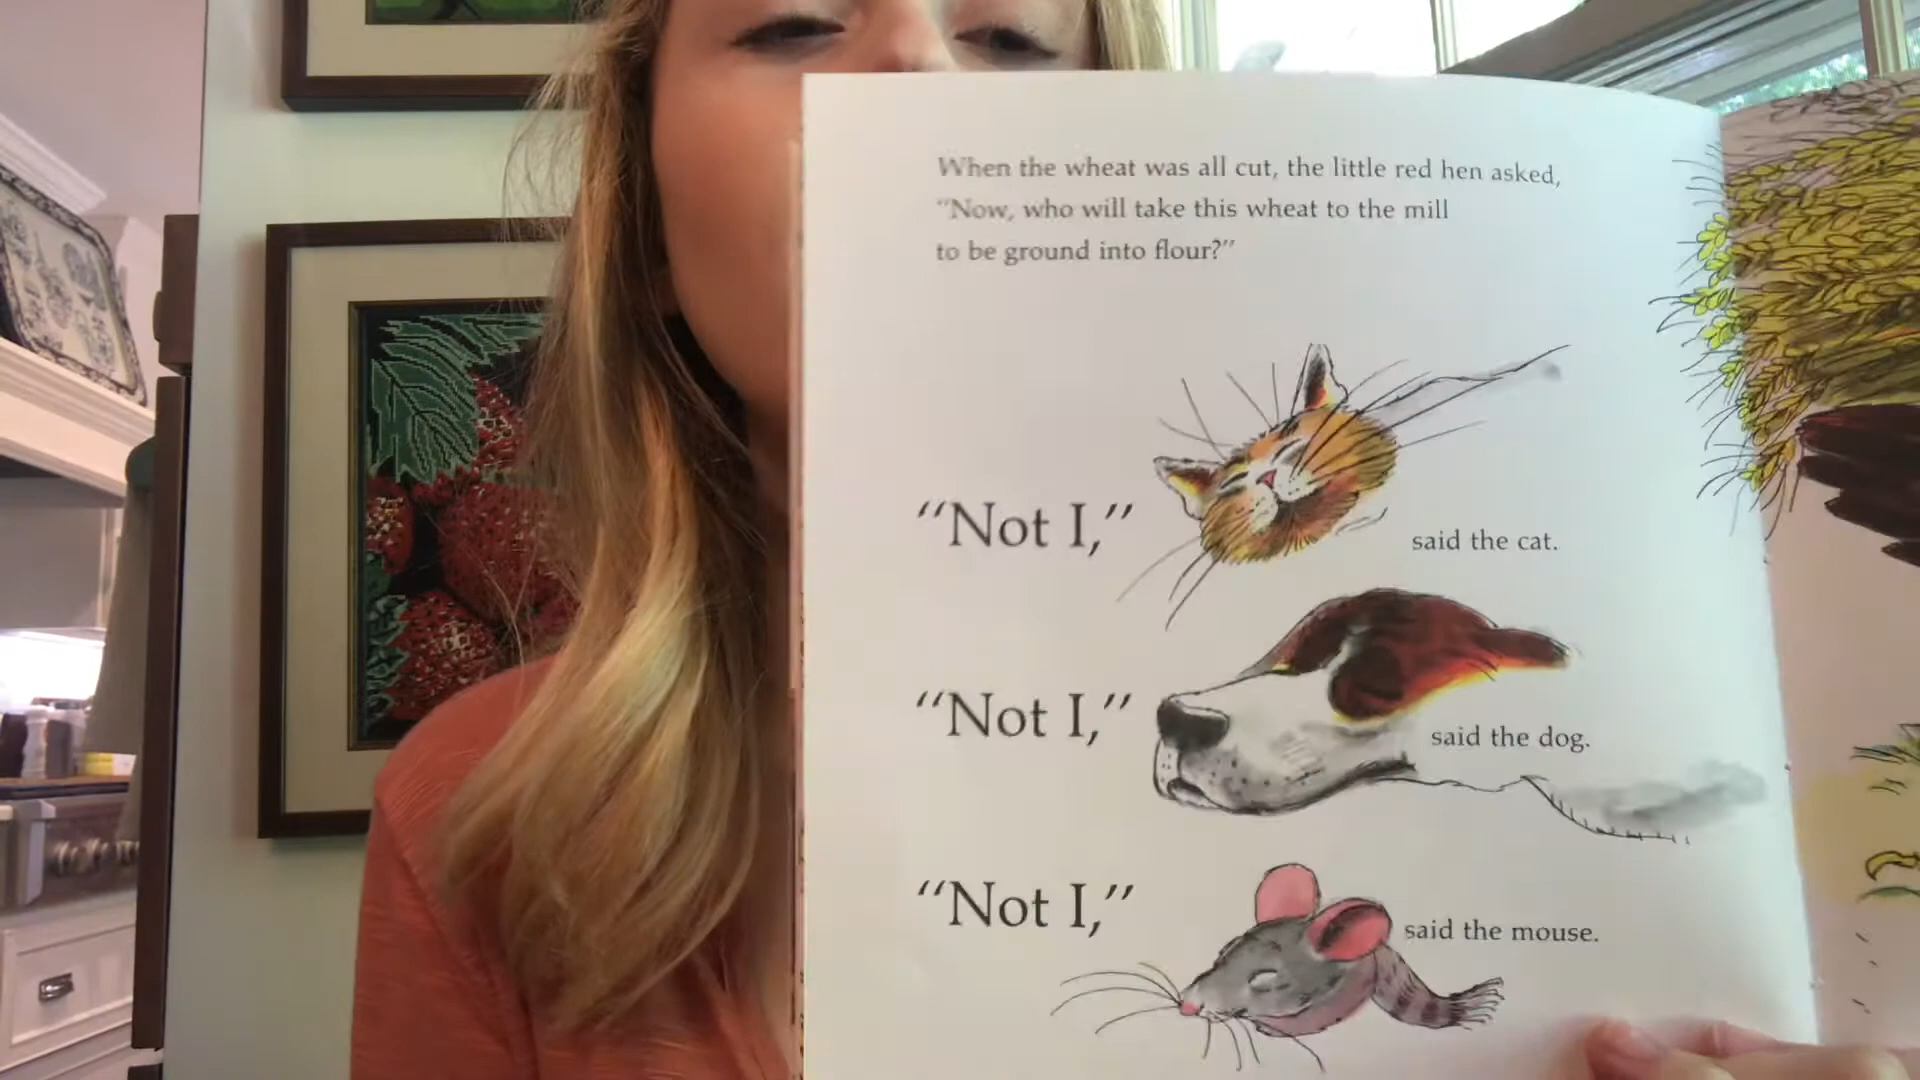 When the wheat was all cut, the little red hen asked,
"Now, who will take this wheat to the mill
to be ground into flour?"
"Not I," said the cat.
"Not I," said the dog.
"Not I," said the mouse.